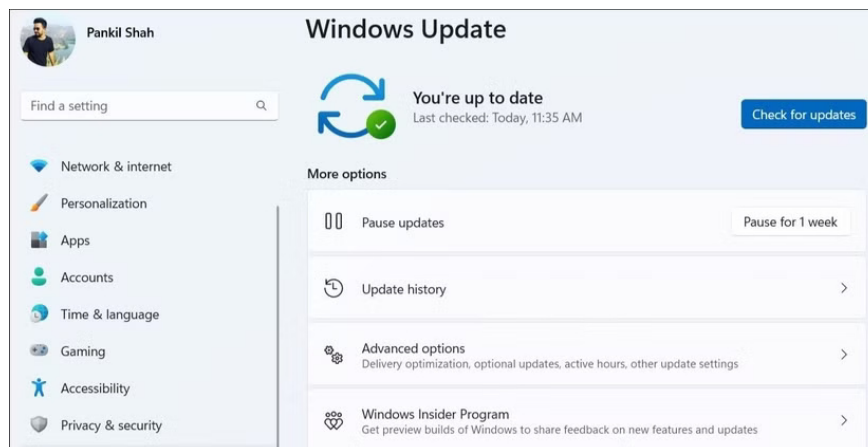 Pankil Shah
Find a setting
Network & internet
Personalization
Apps
Accounts
Time & language
Gaming
Accessibility
Privacy & security
Windows Update
You're up to date
Last checked: Today, 11:35 AM
Check for updates
More options
Pause updates
Pause for 1 week
Update history
Advanced options
Delivery optimization, optional updates, active hours, other update settings
Windows Insider Program
Get preview builds of Windows to share feedback on new features and updates